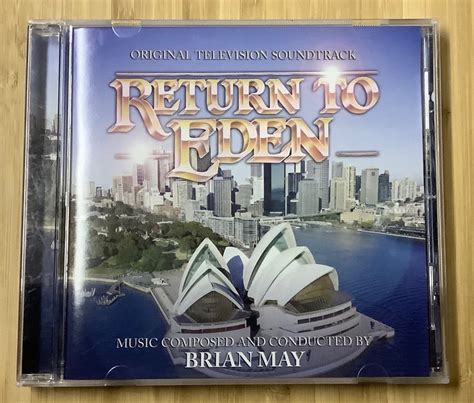 ORIGINAL TELEVISION SOUNDTRACK
RETURN TO
EDEN
MUSIC COMPOSED AND CONDUCTED BY
BRIAN MAY